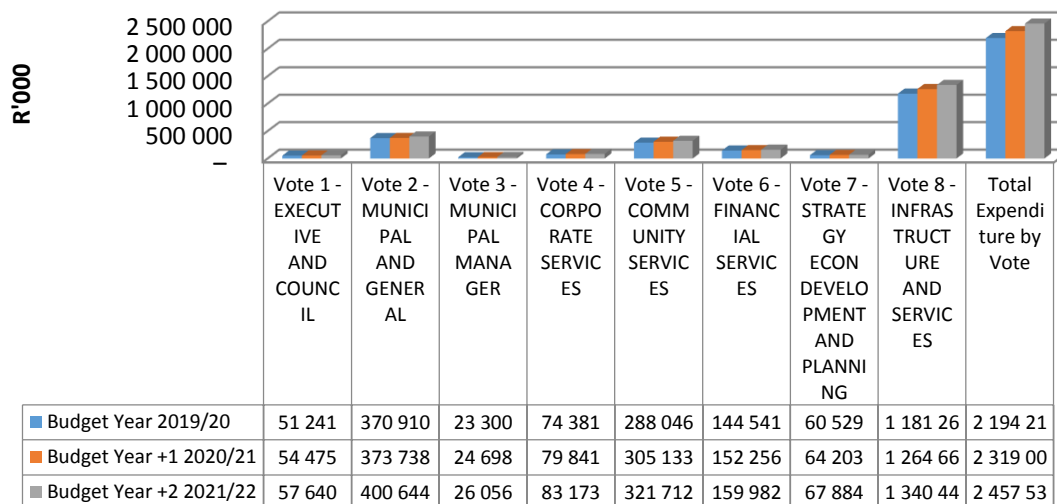 R'000
2 500 000
2 000 000
1 500 000
1 000 000
500 000
–
Vote 1 -
EXECUT
IVE
AND
COUNC
IL
Vote 2 -
MUNICI
PAL
AND
GENER
AL
Vote 3 -
MUNICI
PAL
MANA
GER
Vote 4 -
CORPO
RATE
SERVIC
ES
Vote 5 -
COMM
UNITY
SERVIC
ES
Vote 6 -
FINANC
IAL
SERVIC
ES
Vote 7 -
STRATE
GY
ECON
DEVELO
PMENT
AND
PLANNI
NG
Vote 8 -
INFRAS
TRUCT
URE
AND
SERVIC
ES
Total
Expendi
ture by
Vote
Budget Year 2019/20 51 241 370 910 23 300 74 381 288 046 144 541 60 529 1 181 26 2 194 21
Budget Year +1 2020/21 54 475 373 738 24 698 79 841 305 133 152 256 64 203 1 264 66 2 319 00
Budget Year +2 2021/22 57 640 400 644 26 056 83 173 321 712 159 982 67 884 1 340 44 2 457 53